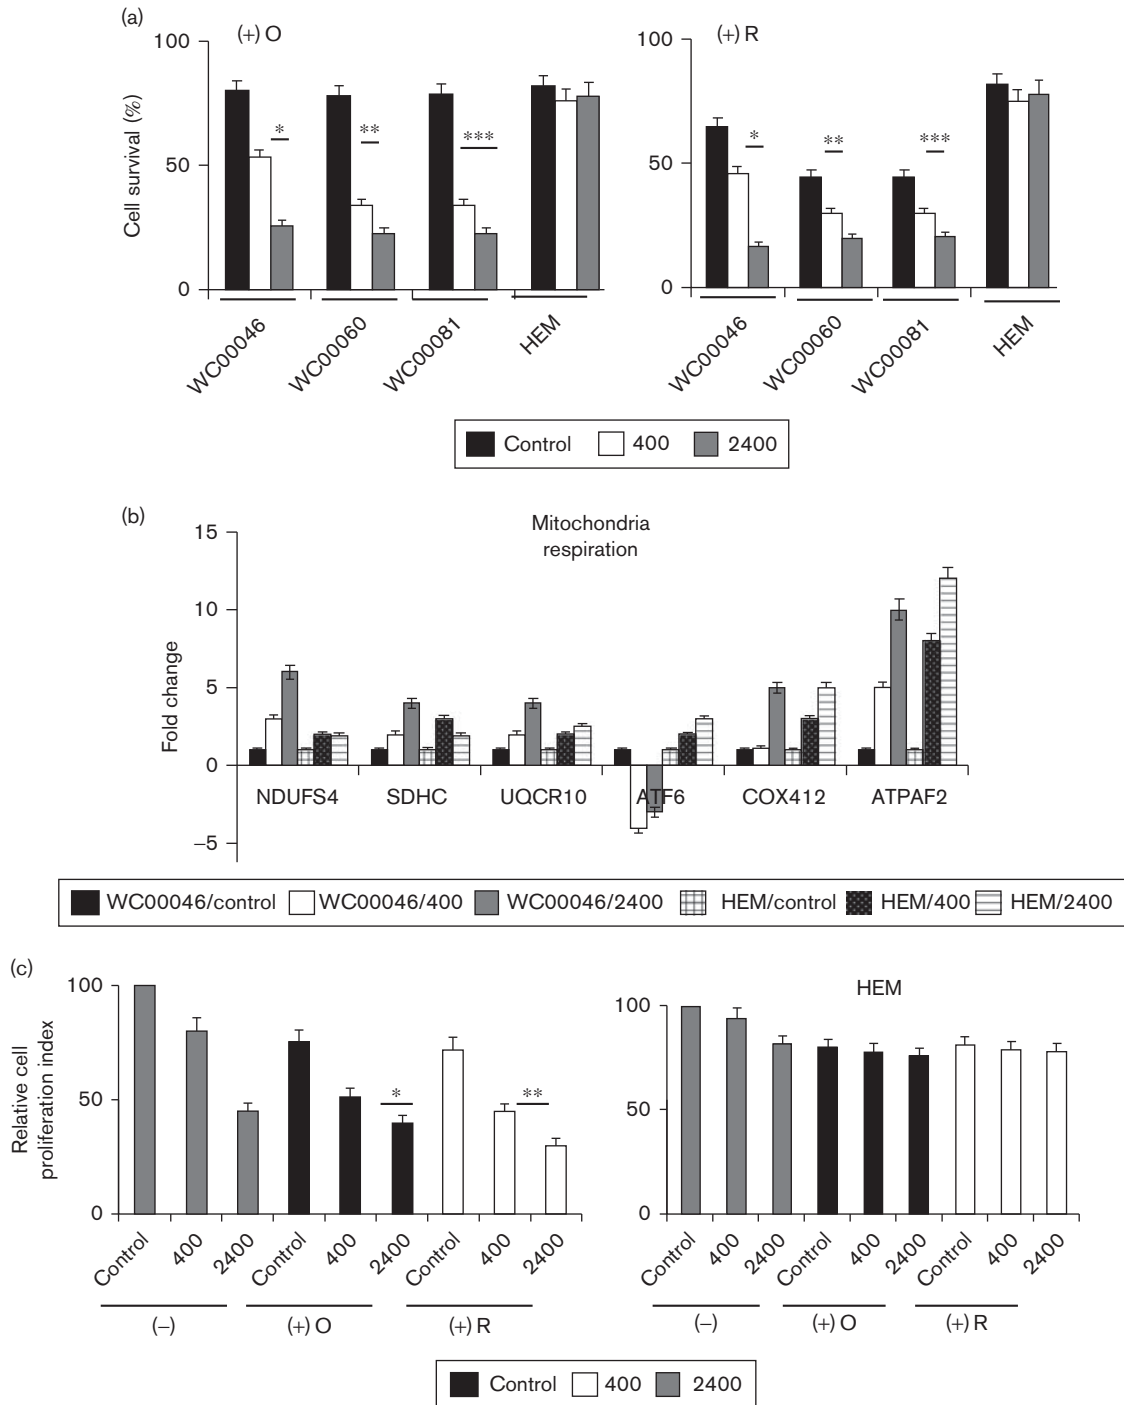 (a)
(+) O
(+) R
100
50
0
Cell survival (%)
*
**
***
WC00046
WC00060
WC00081
HEM
100
50
0
*
**
***
WC00046
WC00060
WC00081
HEM
Control 400 2400
(b)
Mitochondria
respiration
15
10
5
0
−5
Fold change
NDUFS4 SDHC UQCR10 ATF6 COX412 ATPAF2
WC00046/control WC00046/400 WC00046/2400 HEM/control HEM/400 HEM/2400
(c)
100
50
0
Relative cell
proliferation index
*
**
Control 400 2400 Control 400 2400 Control 400 2400
(−) (+) O (+) R
HEM
100
50
0
Control 400 2400 Control 400 2400 Control 400 2400
(−) (+) O (+) R
Control 400 2400